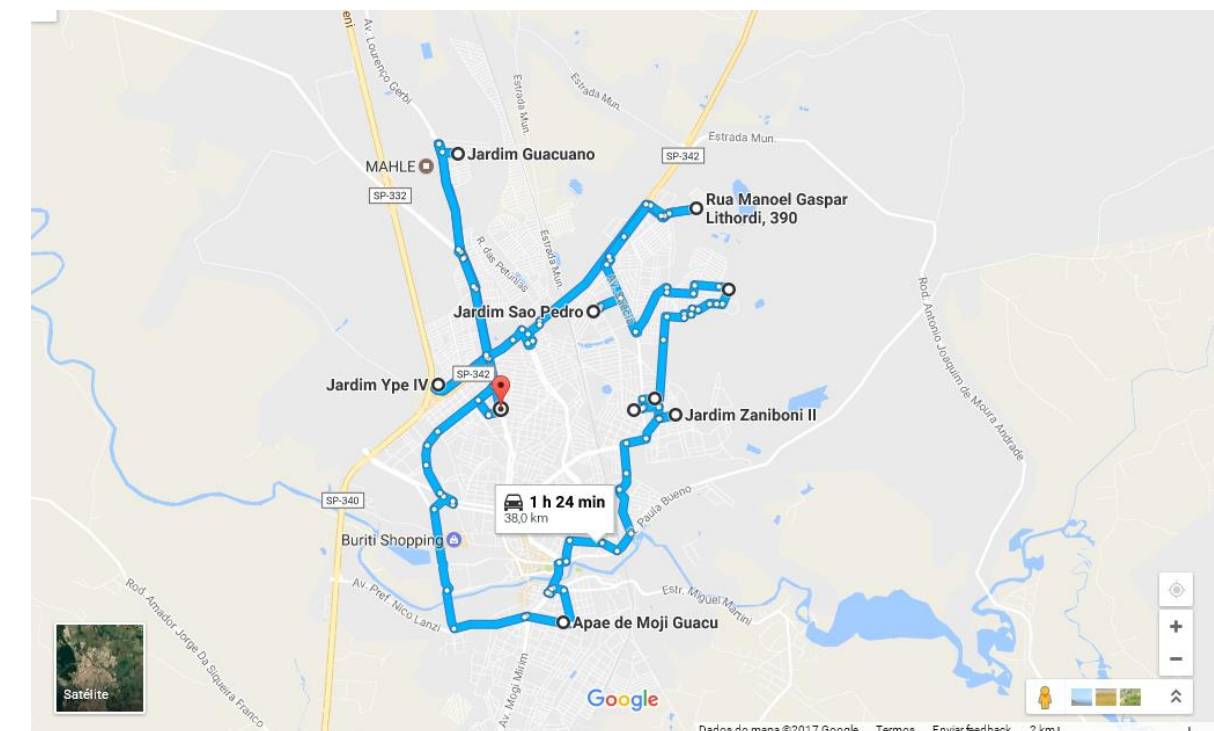 eni
Av. Lourenço Gerbi
Estrada Mun.
Estrada Mun.
Estrada Mun.
Jardim Guacuano
SP-342
MAHLE
SP-332
Rua Manoel Gaspar
Lithordi, 390
R. das Petúnias
Estrada Mun.
Rod. Antonio Joaquim de Moura Andrade
Jardim Sao Pedro
SP-342
Jardim Ype IV
Jardim Zaniboni II
1 h 24 min
38,0 km
SP-340
Paula Bueno
Buriti Shopping
Av. Pref. Nico Lanzi
Estr. Miguel Martini
Rod. Amador Jorge Da Siqueira Franco
Apae de Moji Guacu
Av. Mogi Mirim
Satélite
Google
Dados do mapa ©2017 Google Termos Enviar feedback 2 km